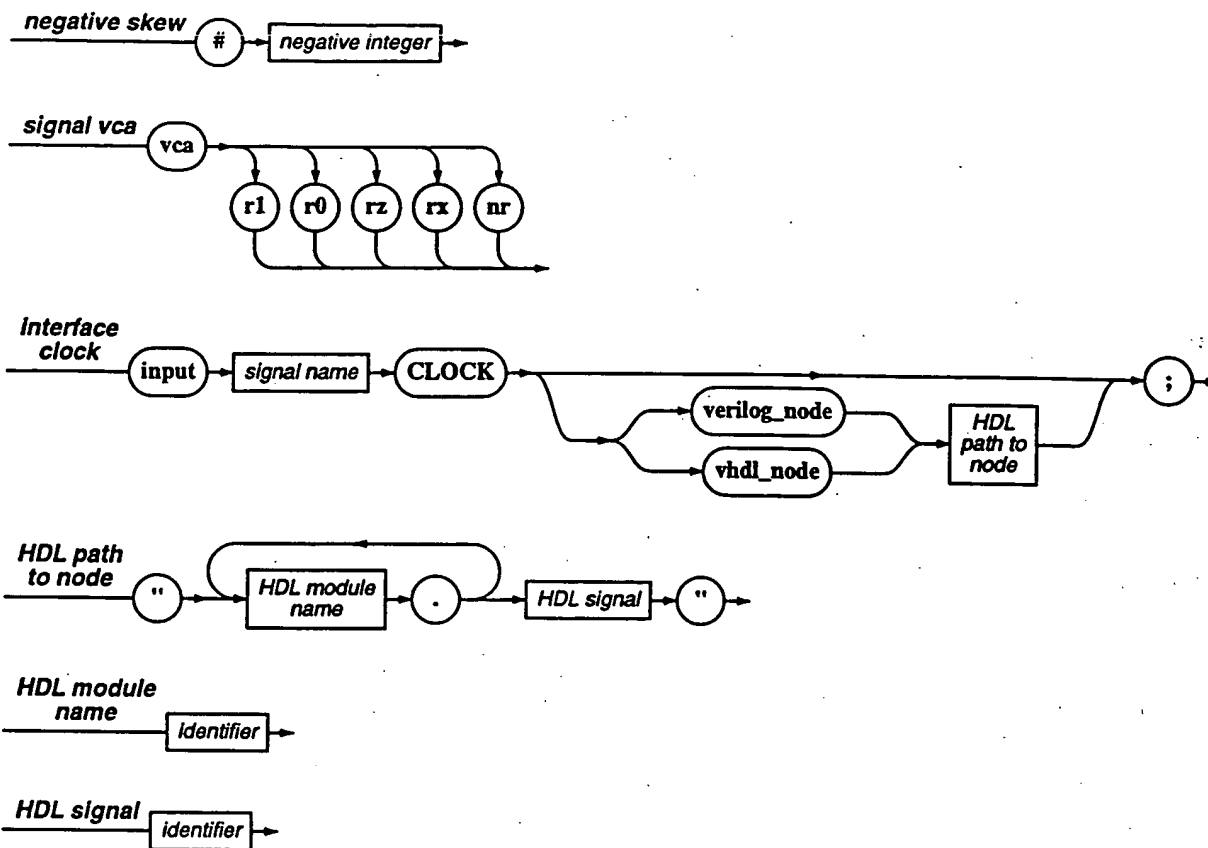 negative skew
# negative integer
signal vca vca
r1 r0 rz rx nr
interface
clock
input signal name CLOCK ;
verilog_node
vhdl_node
HDL
path to
node
HDL path
to node
" HDL module
name . HDL signal "
HDL module
name
identifier
HDL signal
identifier